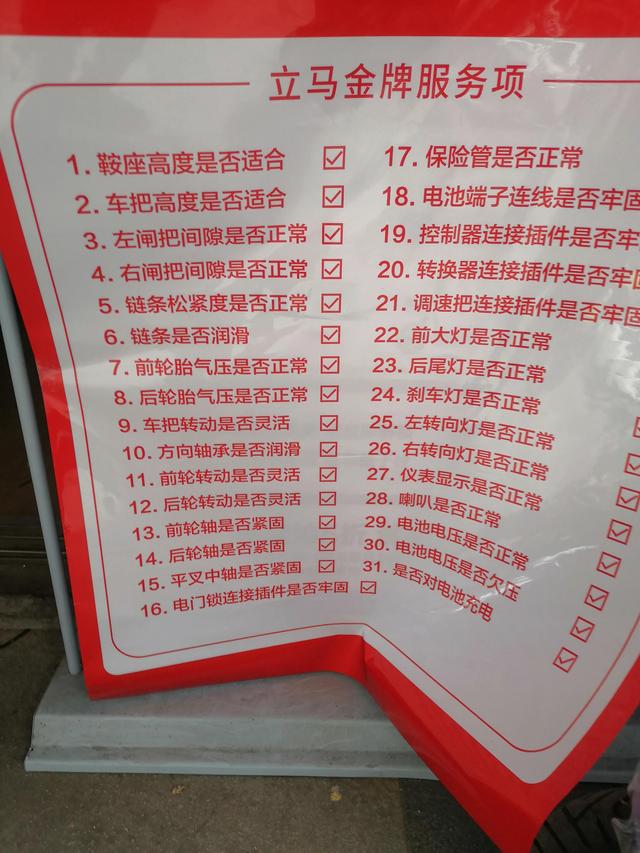 立马金牌服务项
1. 鞍座高度是否适合
2. 车把高度是否适合
3. 左闸把间隙是否正常
4. 右闸把间隙是否正常
5. 链条松紧度是否正常
6. 链条是否润滑
7. 前轮胎气压是否正常
8. 后轮胎气压是否正常
9. 车把转动是否灵活
10. 方向轴承是否润滑
11. 前轮转动是否灵活
12. 后轮转动是否灵活
13. 前轮轴是否紧固
14. 后轮轴是否紧固
15. 平叉中轴是否紧固
16. 电门锁连接插件是否牢固
17. 保险管是否正常
18. 电池端子连线是否牢固
19. 控制器连接插件是否牢
20. 转换器连接插件是否牢固
21. 调速把连接插件是否牢固
22. 前大灯是否正常
23. 后尾灯是否正常
24. 刹车灯是否正常
25. 左转向灯是否正常
26. 右转向灯是否正常
27. 仪表显示是否正常
28. 喇叭是否正常
29. 电池电压是否正常
30. 电池电压是否欠压
31. 是否对电池充电